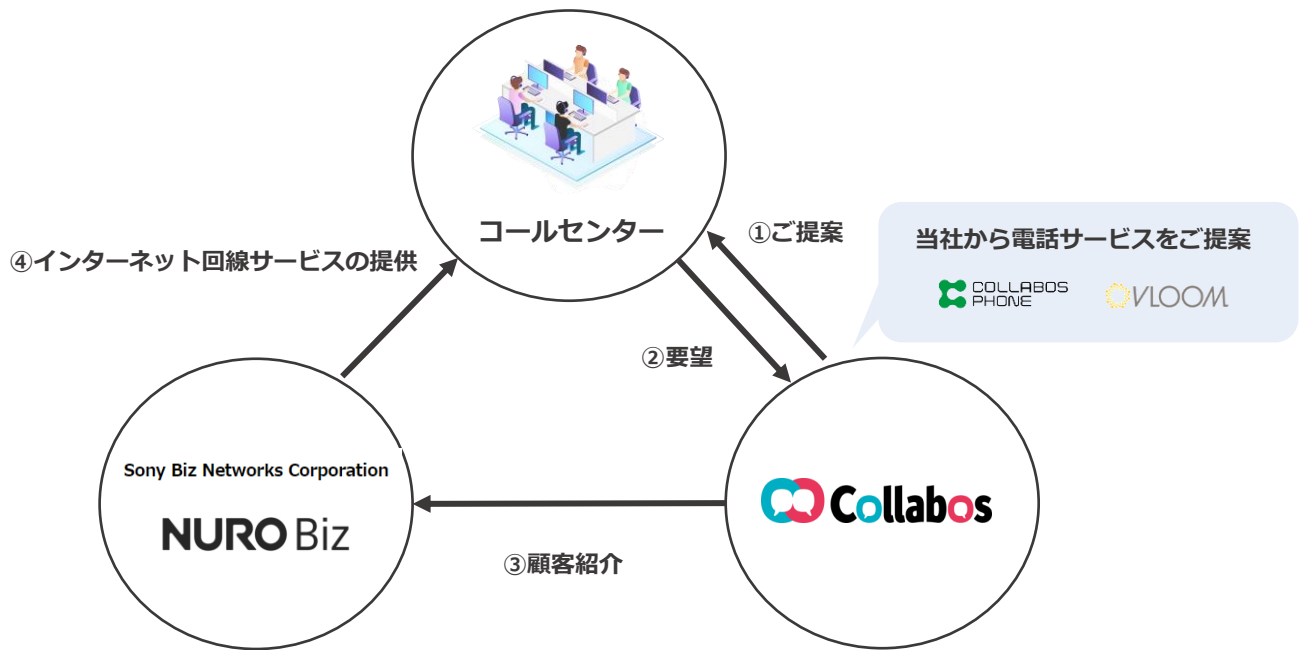 コールセンター
①ご提案
当社から電話サービスをご提案
COLLABOS
PHONE
VLOOM
④インターネット回線サービスの提供
②要望
Sony Biz Networks Corporation
NURO Biz
Collabos
③顧客紹介